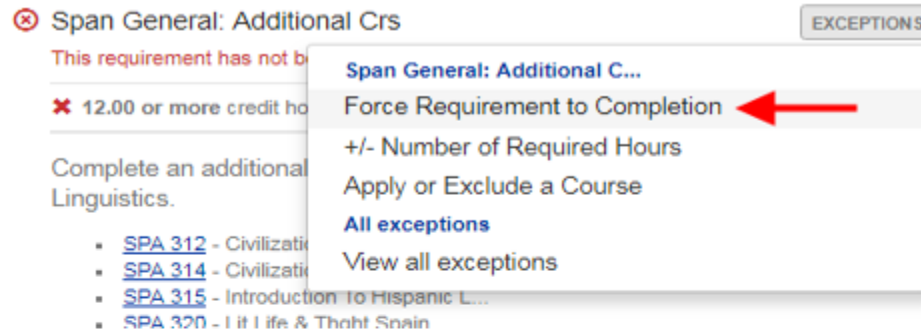 Span General: Additional Crs
EXCEPTIONS
This requirement has not b
Span General: Additional C...
12.00 or more credit ho
Force Requirement to Completion
+/- Number of Required Hours
Complete an additional
Apply or Exclude a Course
Linguistics.
All exceptions
SPA 312 - Civilizati
View all exceptions
SPA 314 - Civilizati
SPA 315 - Introduction To Hispanic L...
SPA 320 - Lit Life & Thght Spain